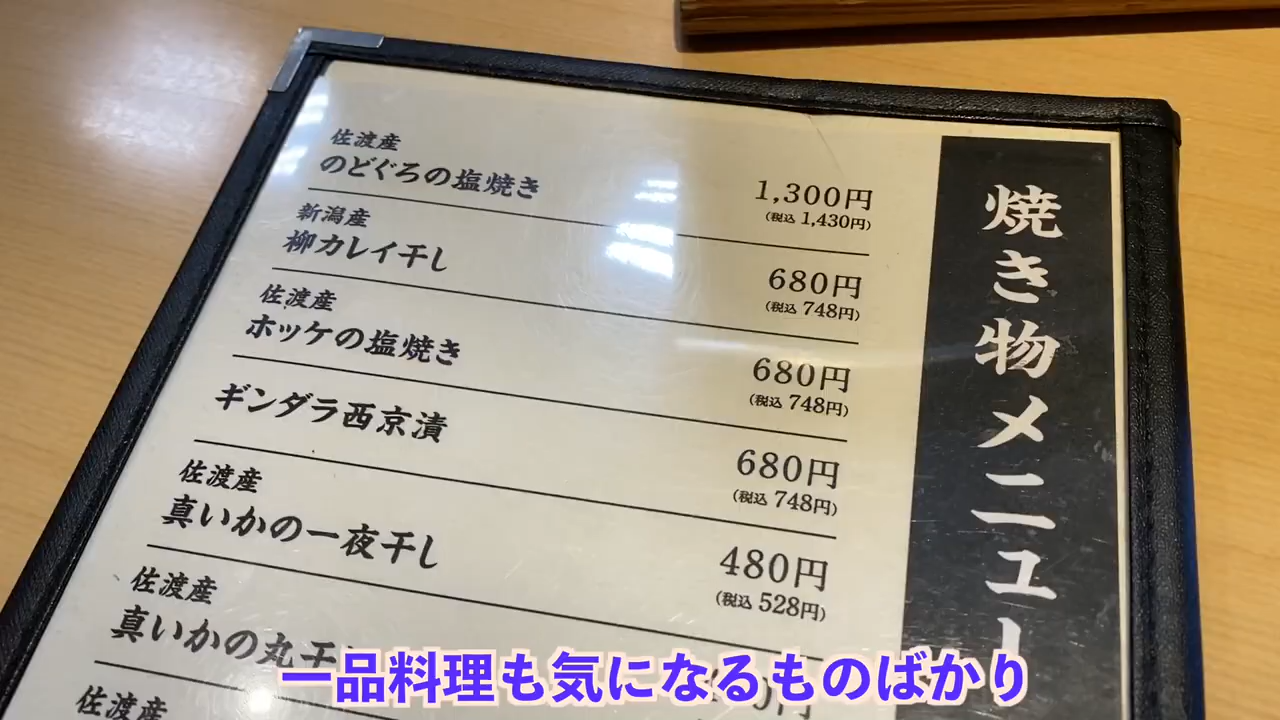 焼き物メニュー
佐渡産
のどぐろの塩焼き
1,300円
(税込 1,430円)
新潟産
柳カレイ干し
680円
(税込 748円)
佐渡産
ホッケの塩焼き
680円
(税込 748円)
ギンダラ西京漬
680円
(税込 748円)
佐渡産
真いかの一夜干し
480円
(税込 528円)
佐渡産
真いかの丸干
佐渡産
一品料理も気になるものばかり